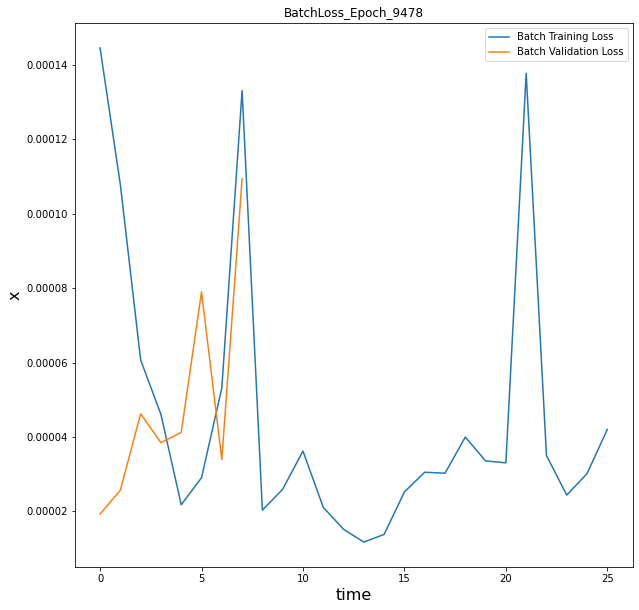 BatchLoss_Epoch_9478
Batch Training Loss
Batch Validation Loss
0.00014
0.00012
0.00010
0.00008
0.00006
0.00004
0.00002
x
0 5 10 15 20 25
time